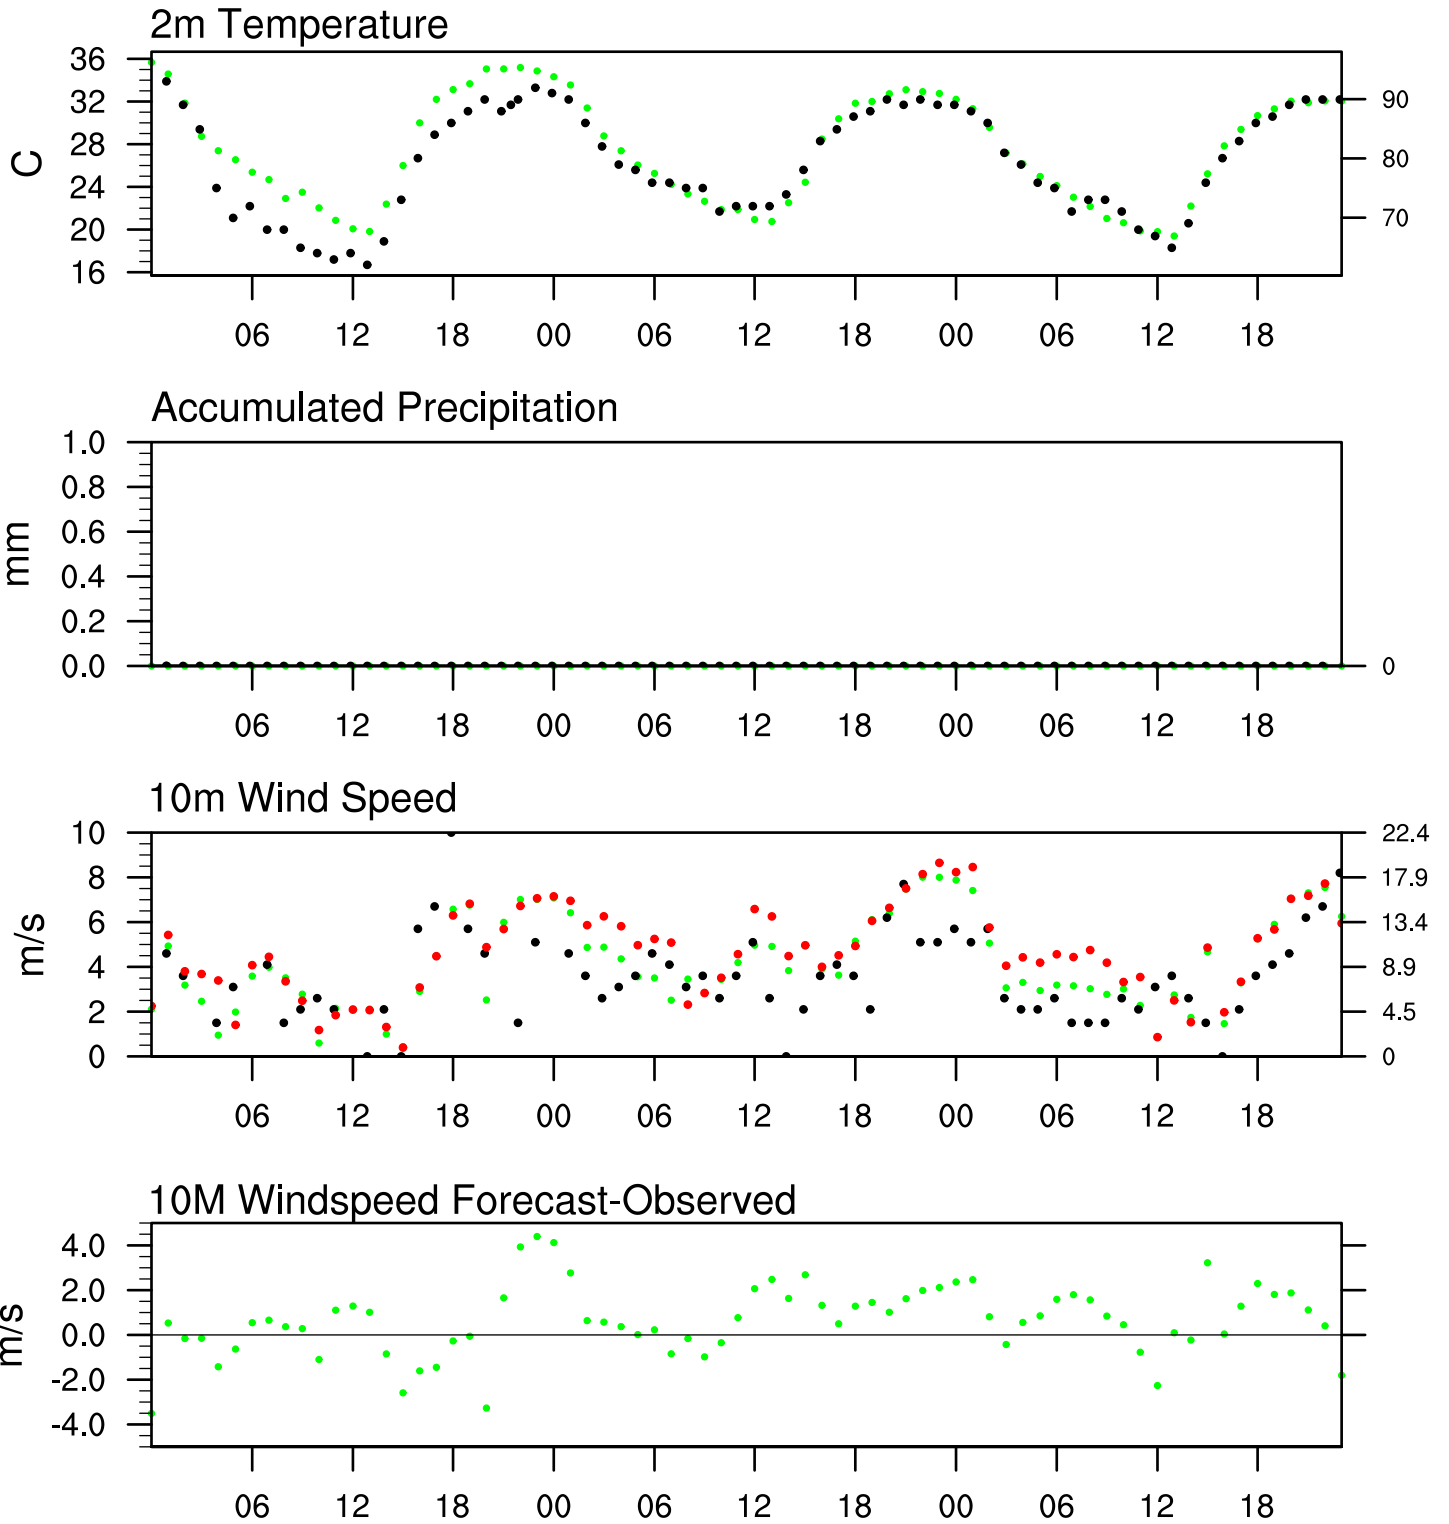 2m Temperature
36
32
28
24
20
16
C
90
80
70
06 12 18 00 06 12 18 00 06 12 18
Accumulated Precipitation
1.0
0.8
0.6
0.4
0.2
0.0
mm
0
06 12 18 00 06 12 18 00 06 12 18
10m Wind Speed
10
8
6
4
2
0
m/s
22.4
17.9
13.4
8.9
4.5
0
06 12 18 00 06 12 18 00 06 12 18
10M Windspeed Forecast-Observed
4.0
2.0
0.0
-2.0
-4.0
m/s
06 12 18 00 06 12 18 00 06 12 18